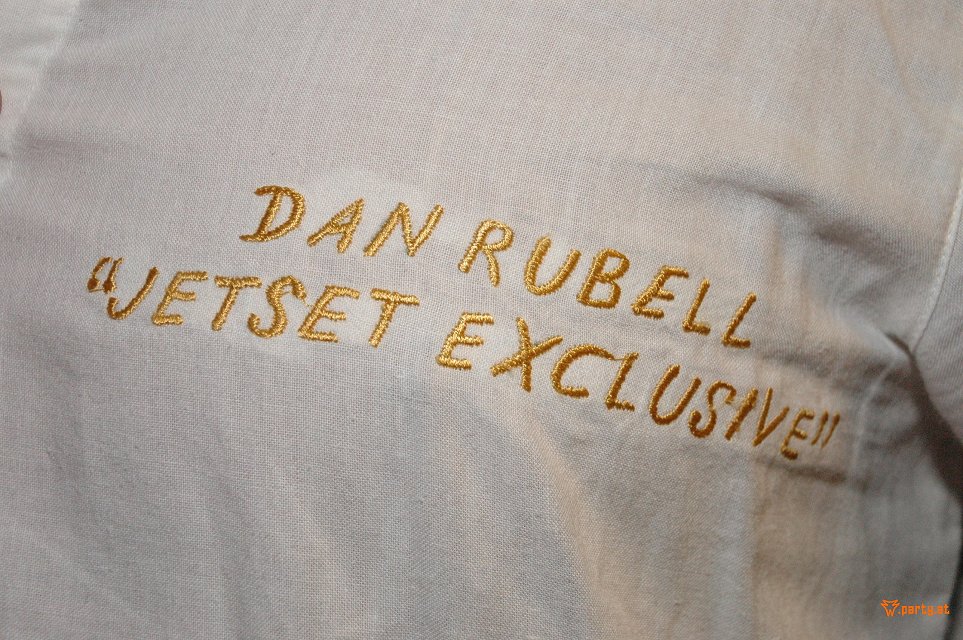 DAN RUBELL
“JETSET EXCLUSIVE”
W.party.at